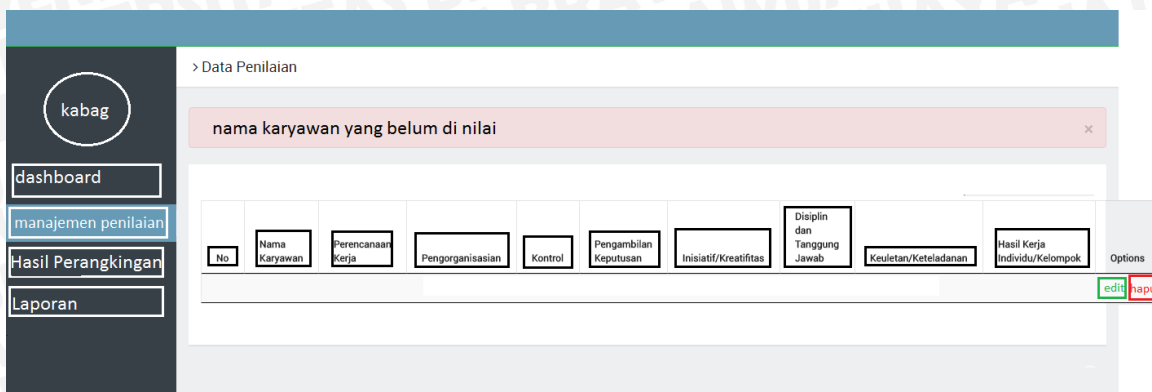 > Data Penilaian
kabag
nama karyawan yang belum di nilai ×
dashboard
manajemen penilaian
Hasil Perangkingan
Laporan
No
Nama
Karyawan
Perencanaan
Kerja
Pengorganisasian
Kontrol
Pengambilan
Keputusan
Inisiatif/Kreatifitas
Disiplin
dan
Tanggung
Jawab
Keuletan/Keteladanan
Hasil Kerja
Individu/Kelompok
Options
edit